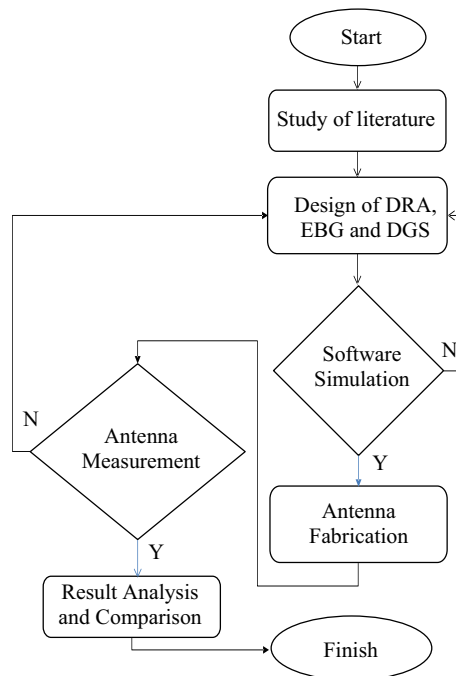 Start
Study of literature
Design of DRA,
EBG and DGS
Software
Simulation
N
Y
Antenna
Fabrication
Antenna
Measurement
N
Y
Result Analysis
and Comparison
Finish